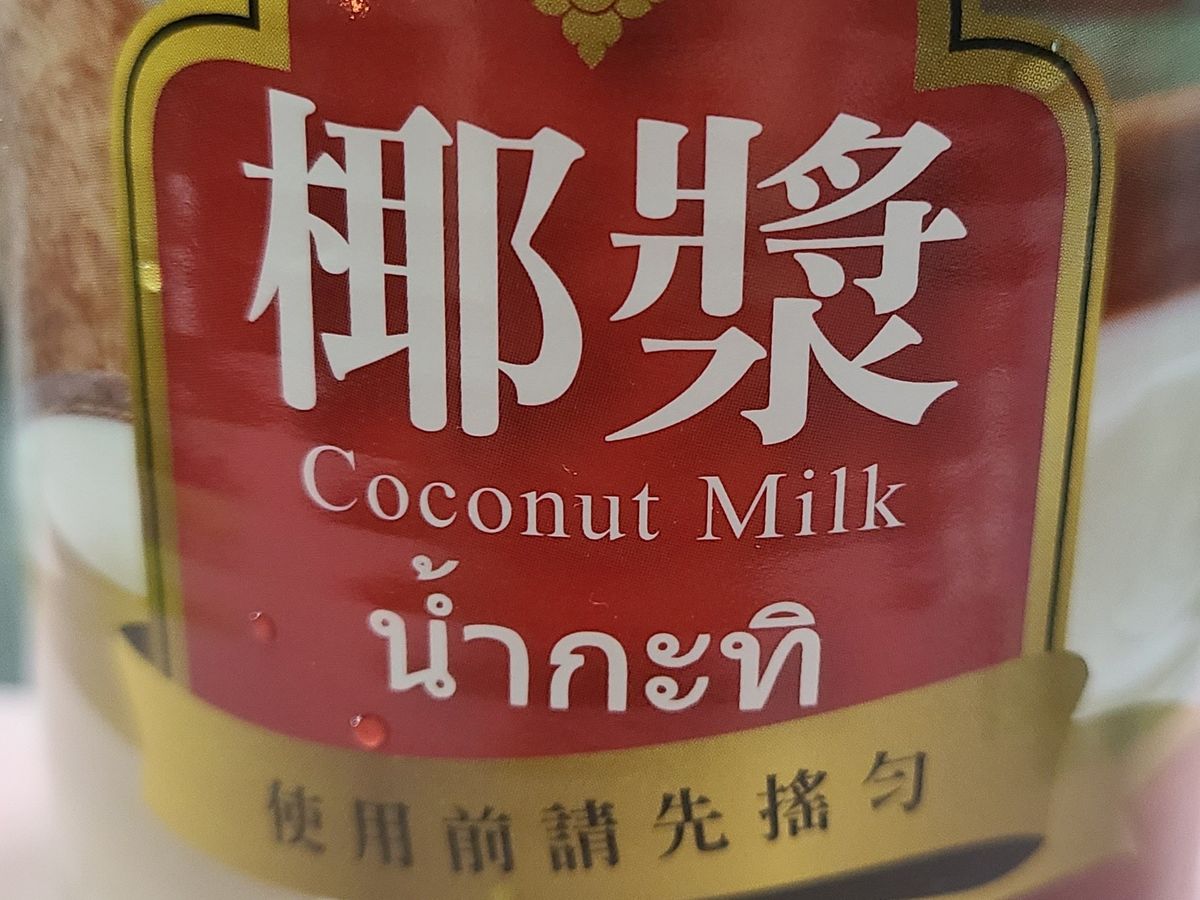 椰漿
Coconut Milk
น้ำกะทิ
使用前請先搖勻